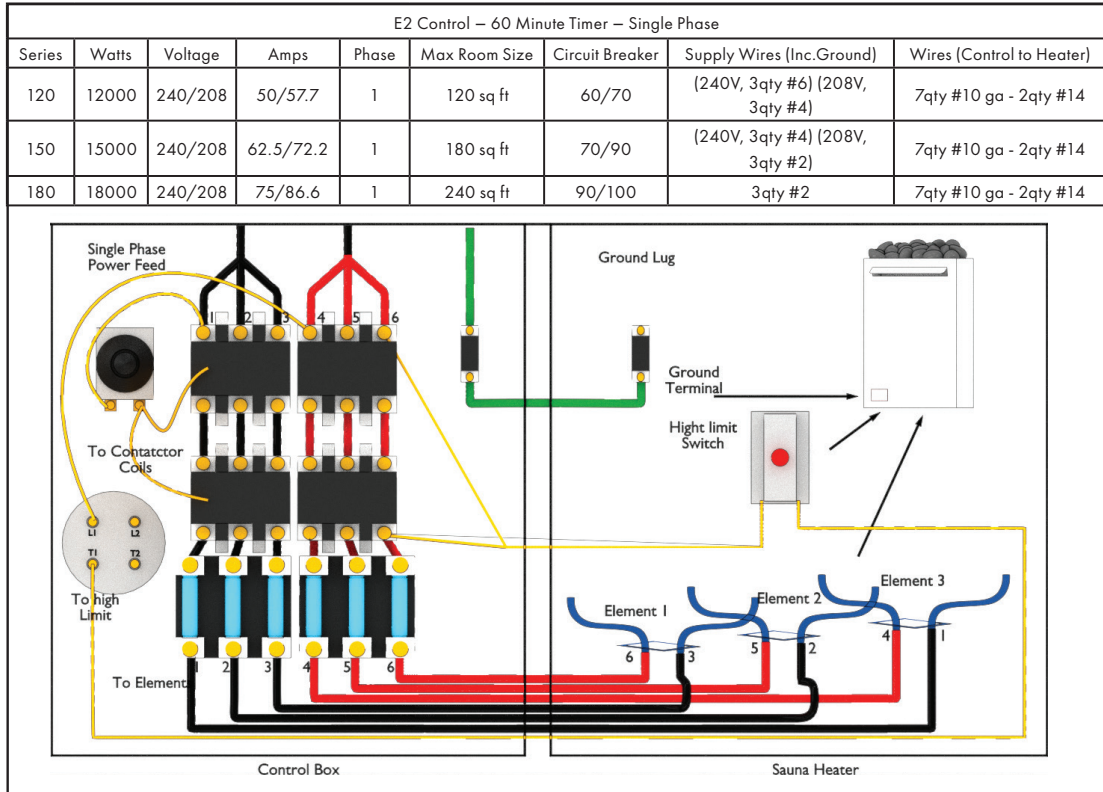 E2 Control – 60 Minute Timer – Single Phase
Series Watts Voltage Amps Phase Max Room Size Circuit Breaker Supply Wires (Inc.Ground) Wires (Control to Heater)
120 12000 240/208 50/57.7 1 120 sq ft 60/70 (240V, 3qty #6) (208V, 3qty #4) 7qty #10 ga - 2qty #14
150 15000 240/208 62.5/72.2 1 180 sq ft 70/90 (240V, 3qty #4) (208V, 3qty #2) 7qty #10 ga - 2qty #14
180 18000 240/208 75/86.6 1 240 sq ft 90/100 3qty #2 7qty #10 ga - 2qty #14
Single Phase
Power Feed
Ground Lug
1 2 3 4 5 6
Ground
Terminal
Hight limit
Switch
To Contatctor
Coils
L1 L2
T1 T2
To high
Limit
Element 1
Element 2
Element 3
6 3 5 2 4 1
1 2 3 4 5 6
To Element
Control Box
Sauna Heater